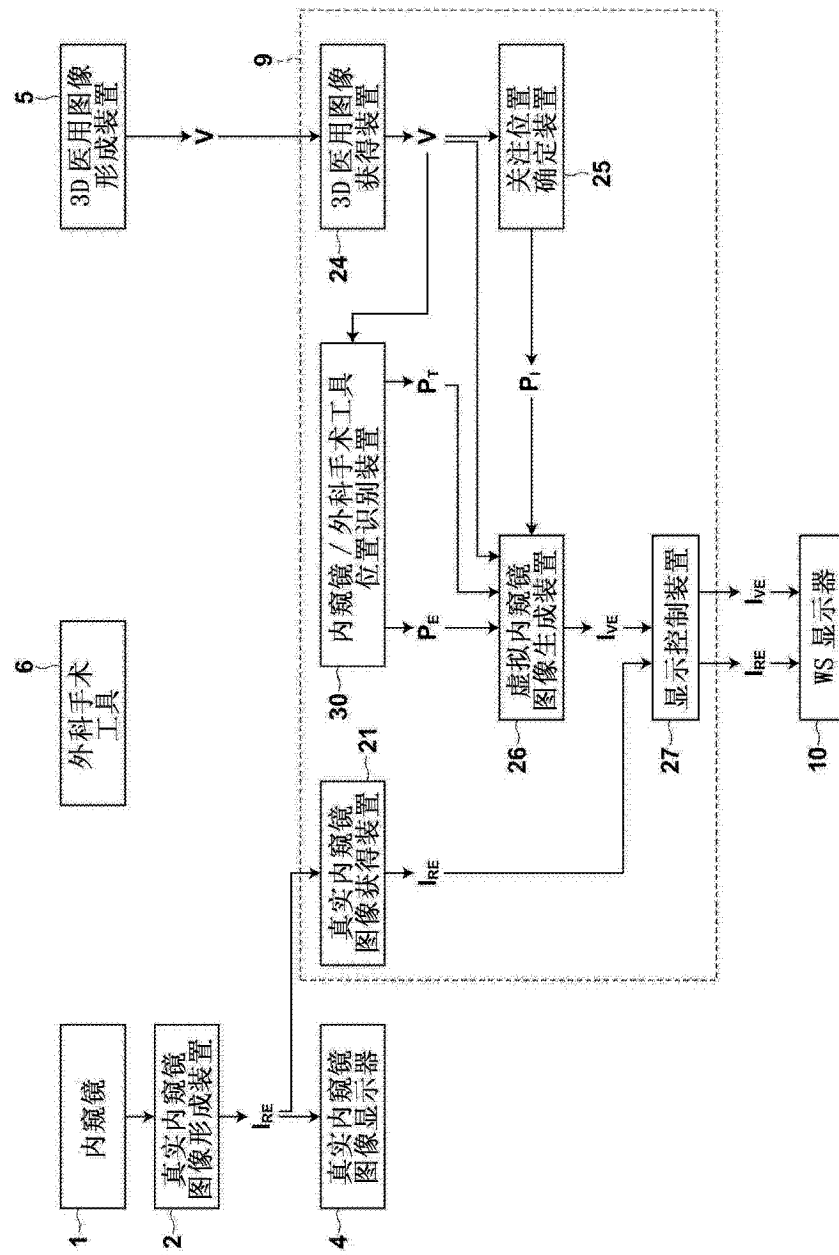 1
内窥镜
2
真实内窥镜
图像形成装置
I_RE
4
真实内窥镜
图像显示器
6
外科手术
工具
5
3D 医用图像
形成装置
V
9
真实内窥镜
图像获得装置
21
I_RE
内窥镜/外科手术工具
位置识别装置
30
P_E
P_T
3D 医用图像
获得装置
24
V
关注位置
确定装置
25
P_I
虚拟内窥镜
图像生成装置
26
I_VE
显示控制装置
27
I_RE
I_VE
WS 显示器
10